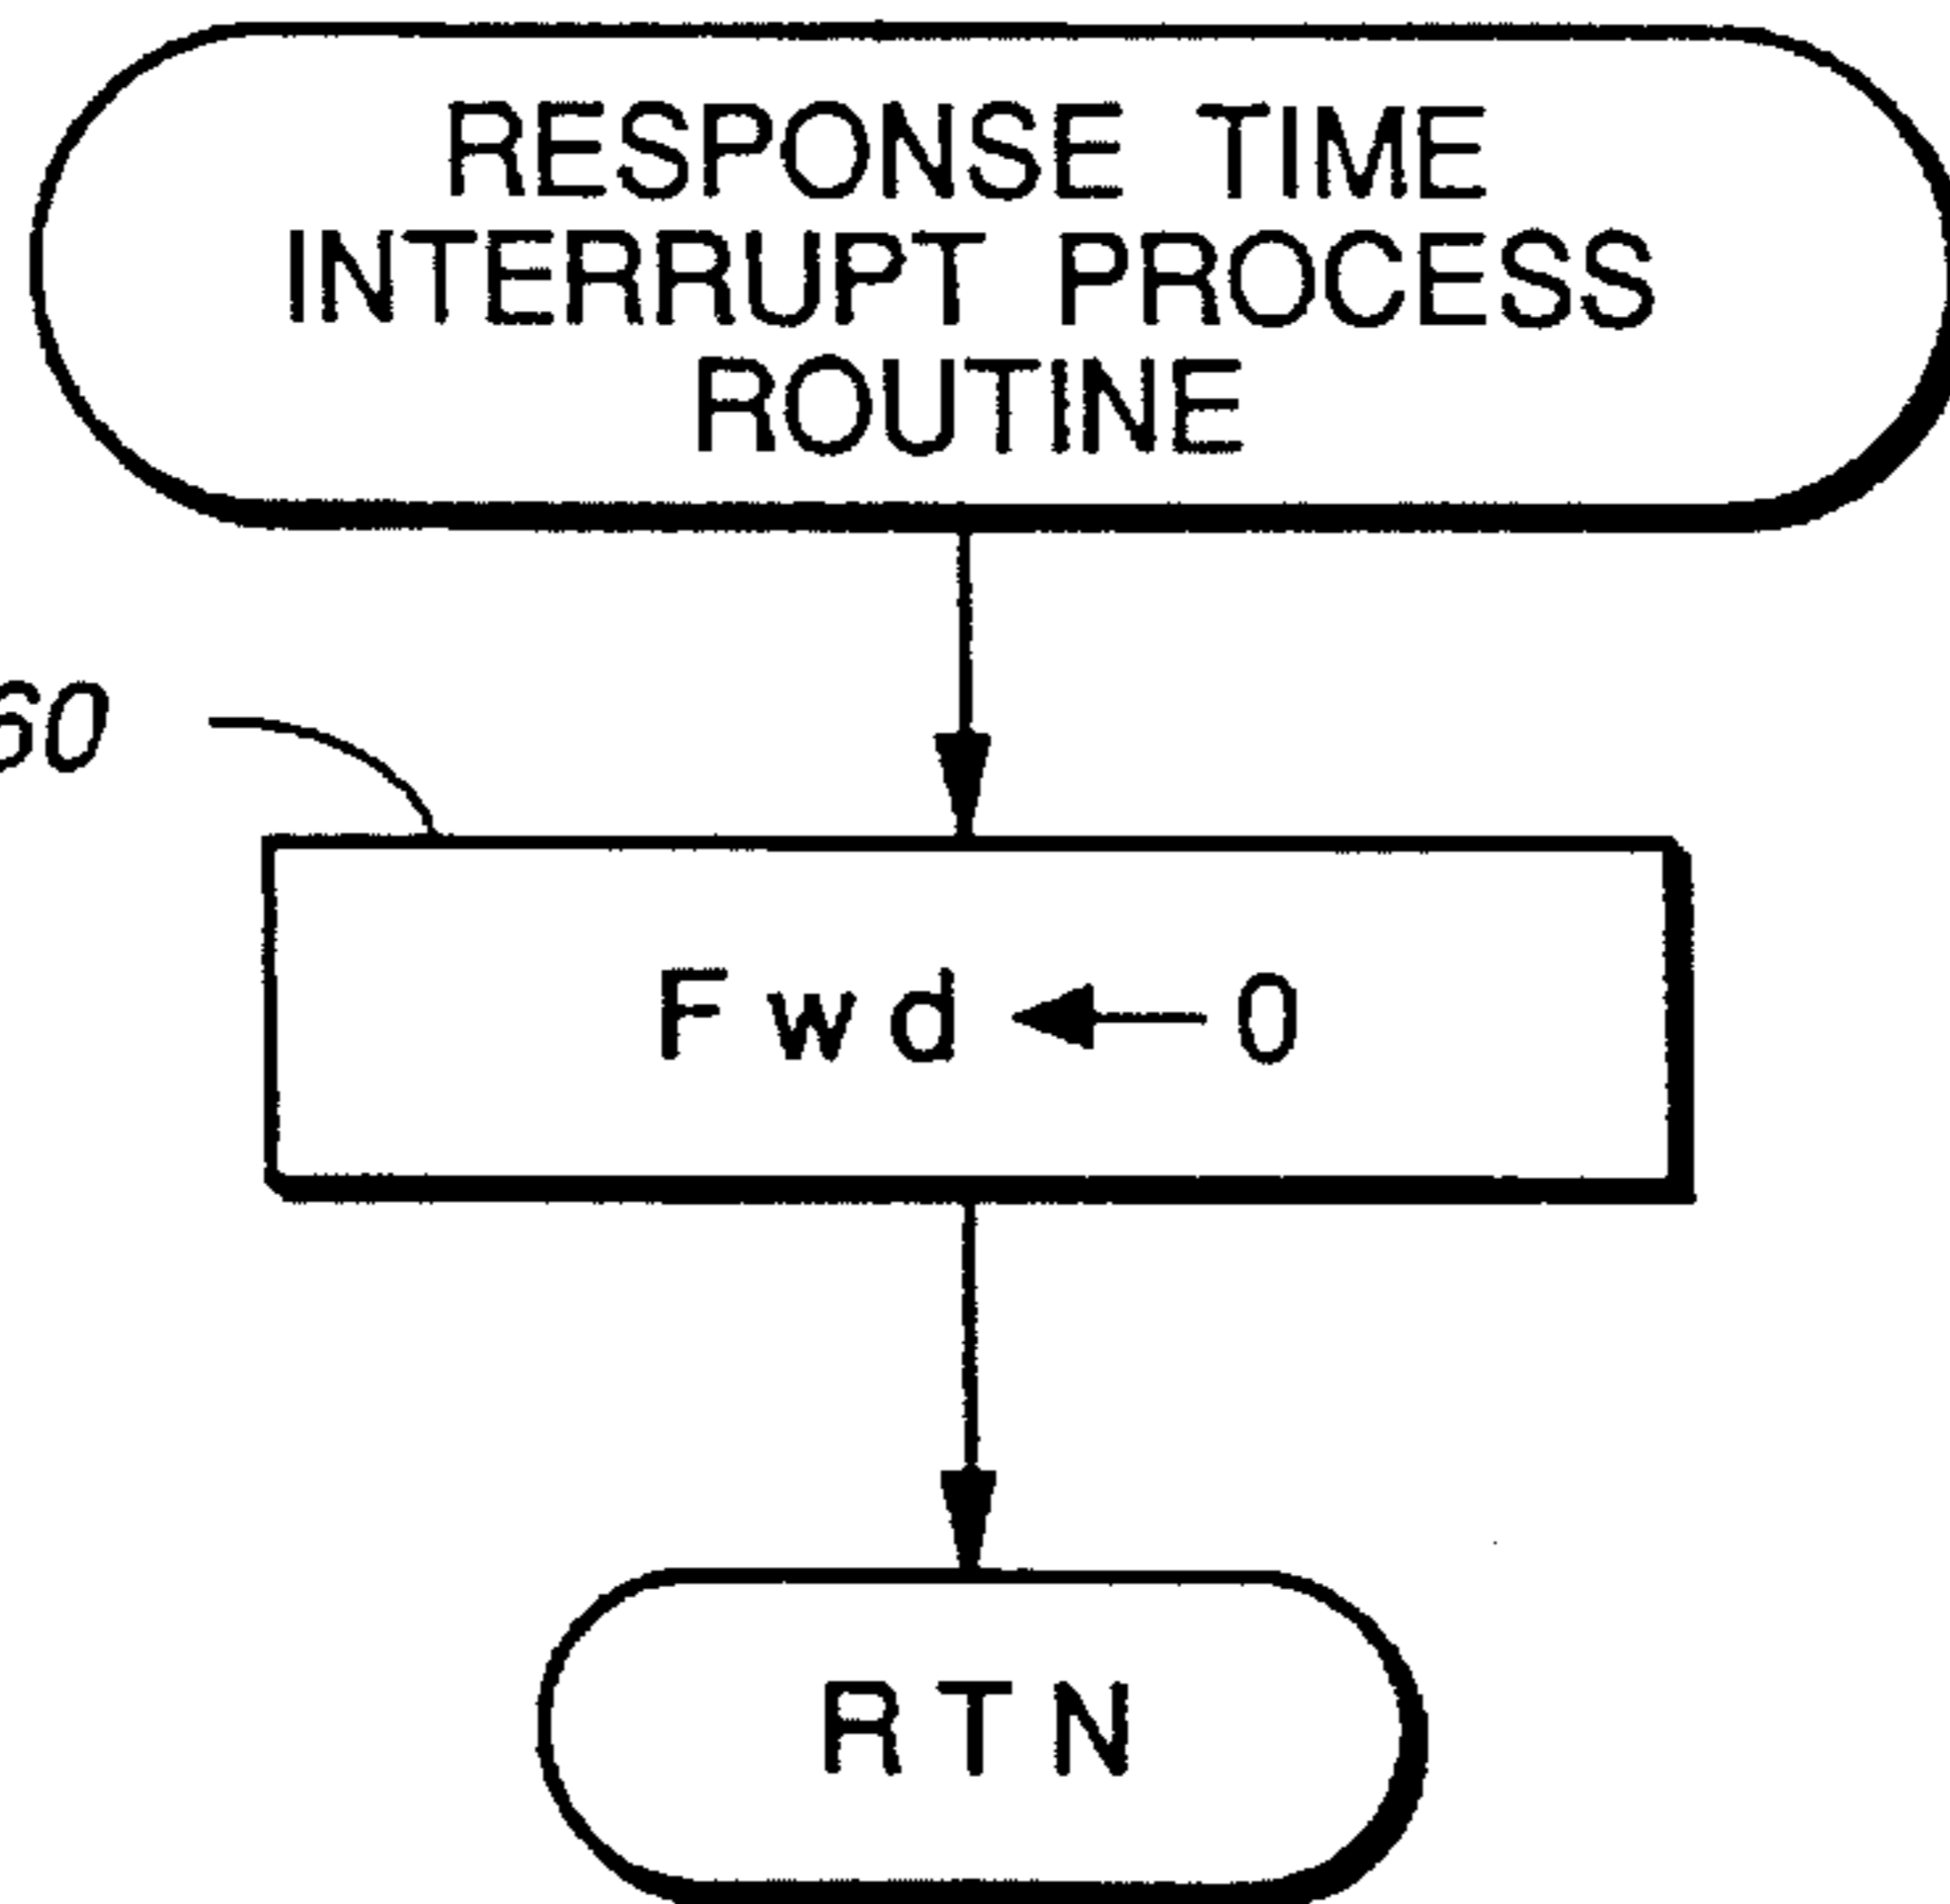 RESPONSE TIME
INTERRUPT PROCESS
ROUTINE
60
Fwd ← 0
RTN